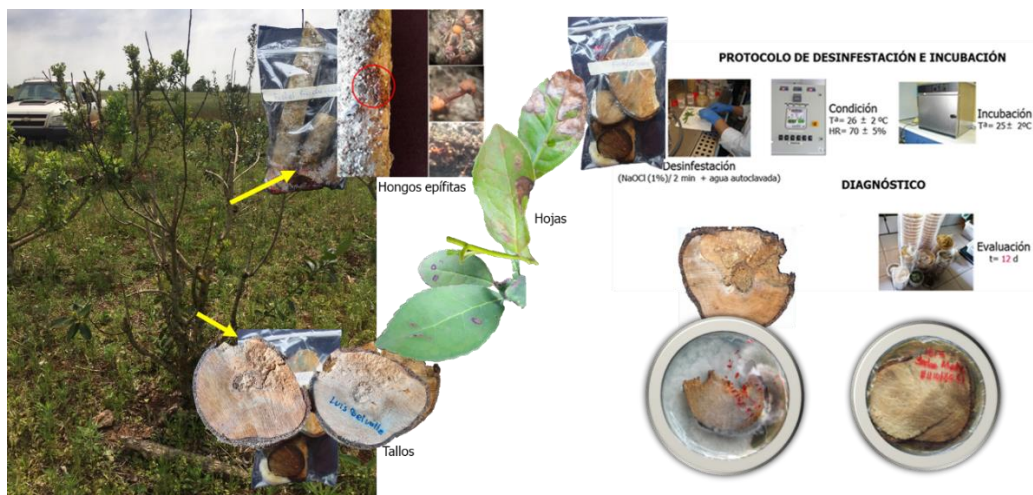 PROTOCOLO DE DESINFESTACIÓN E INCUBACIÓN
Condición
Tª= 26 ± 2 ºC
HR= 70 ± 5%
Incubación
Tª= 25± 2ºC
Desinfestación
(NaOCl (1%)/ 2 min + agua autoclavada)
Hongos epífitas
Hojas
DIAGNÓSTICO
Evaluación
t= 12 d
Tallos